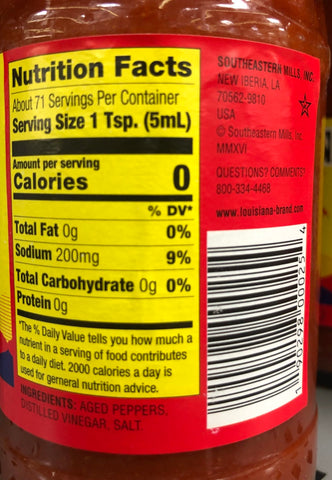 Nutrition Facts
About 71 Servings Per Container
Serving Size 1 Tsp. (5mL)
Amount per serving
Calories 0
% DV*
Total Fat 0g 0%
Sodium 200mg 9%
Total Carbohydrate 0g 0%
Protein 0g
*The % Daily Value tells you how much a
nutrient in a serving of food contributes
to a daily diet. 2000 calories a day is
used for gerneral nutrition advice.
INGREDIENTS: AGED PEPPERS,
DISTILLED VINEGAR, SALT.
SOUTHEASTERN MILLS, INC.
NEW IBERIA, LA
70562-9810
USA
© Southeastern Mills, Inc.
MMXVI
QUESTIONS? COMMENTS?
800-334-4468
www.louisiana-brand.com
1 90298 00025 4